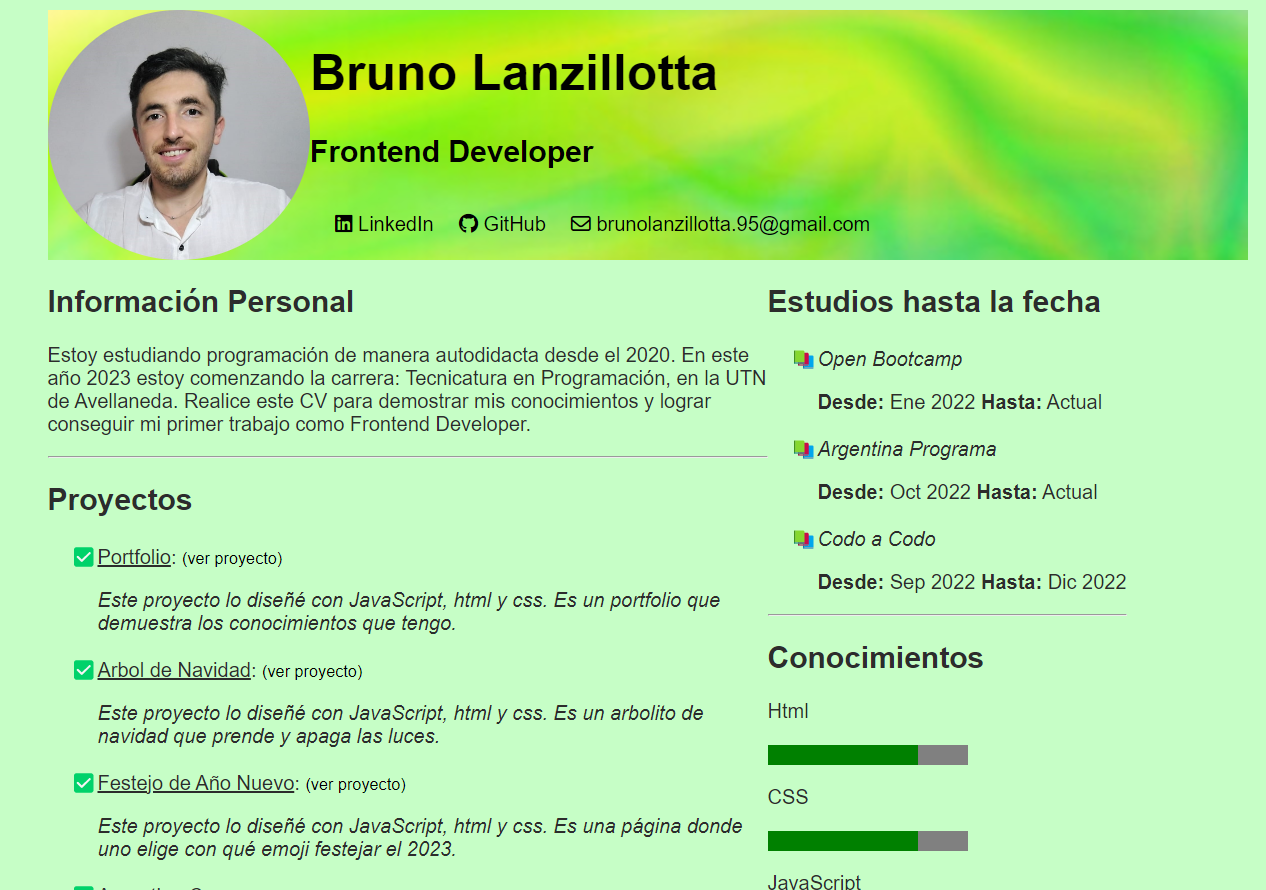 Bruno Lanzillotta
Frontend Developer
LinkedIn GitHub brunolanzillotta.95@gmail.com
Información Personal
Estoy estudiando programación de manera autodidacta desde el 2020. En este
año 2023 estoy comenzando la carrera: Tecnicatura en Programación, en la UTN
de Avellaneda. Realice este CV para demostrar mis conocimientos y lograr
conseguir mi primer trabajo como Frontend Developer.
Proyectos
Portfolio: (ver proyecto)
Este proyecto lo diseñé con JavaScript, html y css. Es un portfolio que
demuestra los conocimientos que tengo.
Arbol de Navidad: (ver proyecto)
Este proyecto lo diseñé con JavaScript, html y css. Es un arbolito de
navidad que prende y apaga las luces.
Festejo de Año Nuevo: (ver proyecto)
Este proyecto lo diseñé con JavaScript, html y css. Es una página donde
uno elige con qué emoji festejar el 2023.
Estudios hasta la fecha
Open Bootcamp
Desde: Ene 2022 Hasta: Actual
Argentina Programa
Desde: Oct 2022 Hasta: Actual
Codo a Codo
Desde: Sep 2022 Hasta: Dic 2022
Conocimientos
Html
CSS
JavaScript